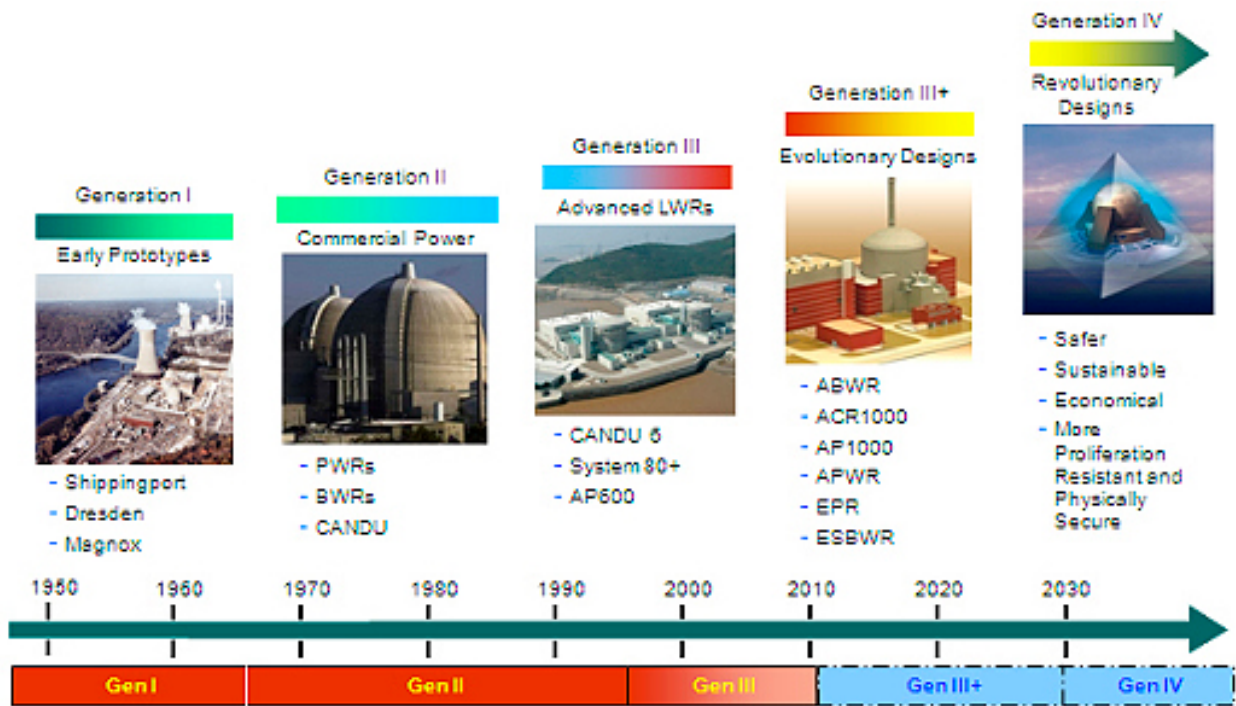 Generation I
Early Prototypes
- Shippingport
- Dresden
- Magnox
Generation II
Commercial Power
- PWRs
- BWRs
- CANDU
Generation III
Advanced LWRs
- CANDU 6
- System 80+
- AP600
Generation III+
Evolutionary Designs
- ABWR
- ACR1000
- AP1000
- APWR
- EPR
- ESBWR
Generation IV
Revolutionary
Designs
- Safer
- Sustainable
- Economical
- More
Proliferation
Resistant and
Physically
Secure
1950 1960 1970 1980 1990 2000 2010 2020 2030
Gen I Gen II Gen III Gen III+ Gen IV